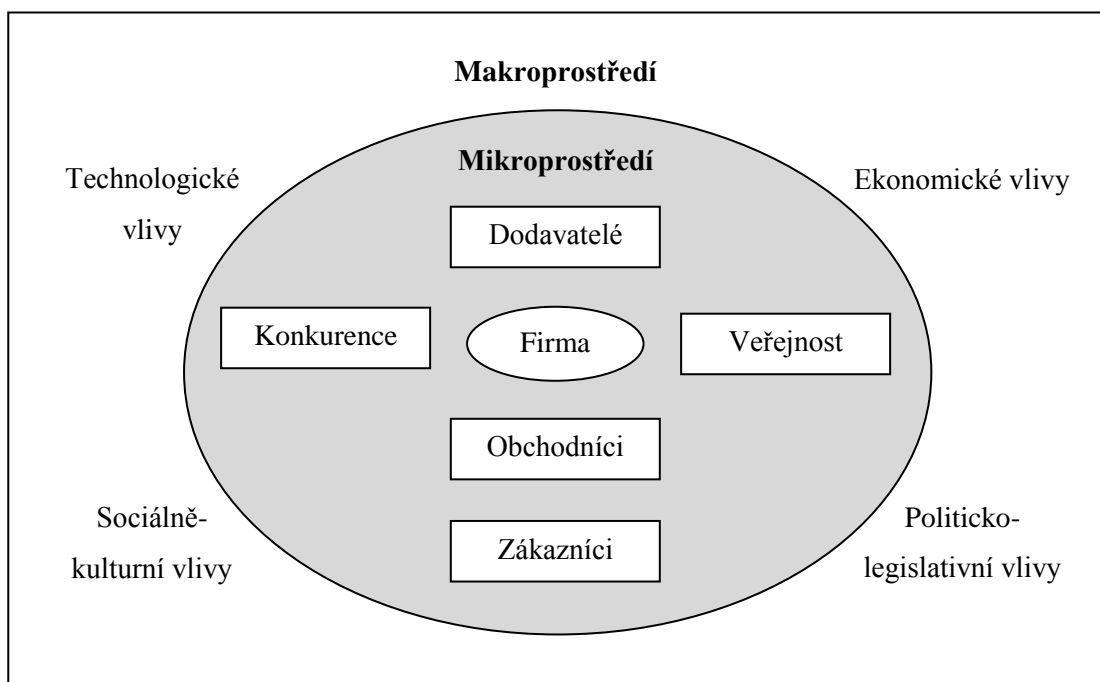 Makroprostředí
Mikroprostředí
Technologické
vlivy
Ekonomické vlivy
Dodavatelé
Konkurence
Firma
Veřejnost
Obchodníci
Sociálně-
kulturní vlivy
Zákazníci
Politicko-
legislativní vlivy